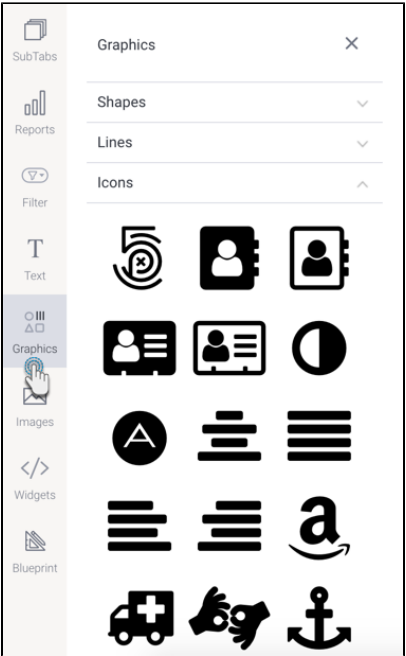 SubTabs
Reports
Filter
Text
Graphics
Images
Widgets
Blueprint
Graphics
Shapes
Lines
Icons